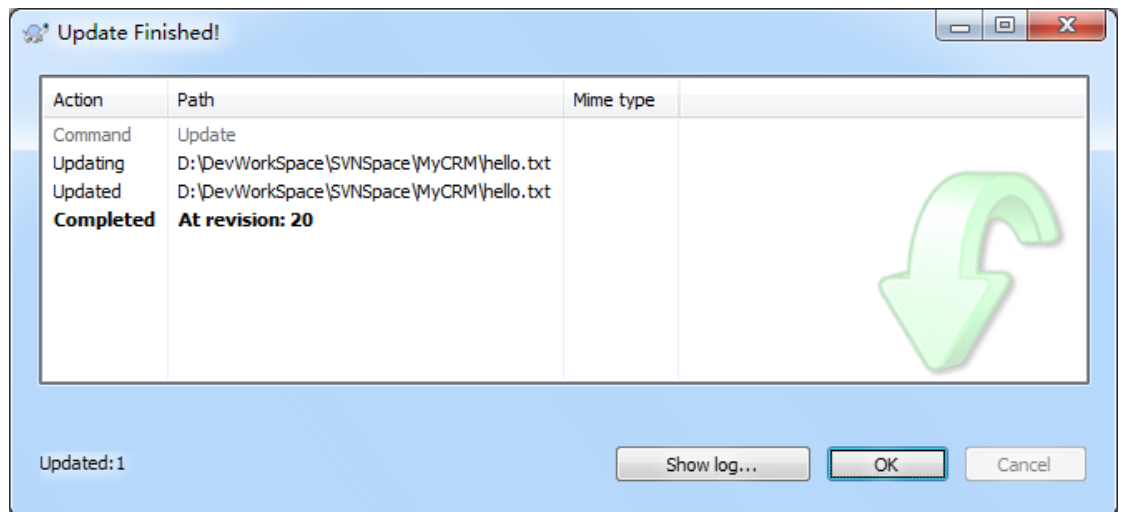 Update Finished!
Action Path Mime type
Command Update
Updating D:\DevWorkSpace\SVNSpace\MyCRM\hello.txt
Updated D:\DevWorkSpace\SVNSpace\MyCRM\hello.txt
Completed At revision: 20
Updated:1 Show log... OK Cancel